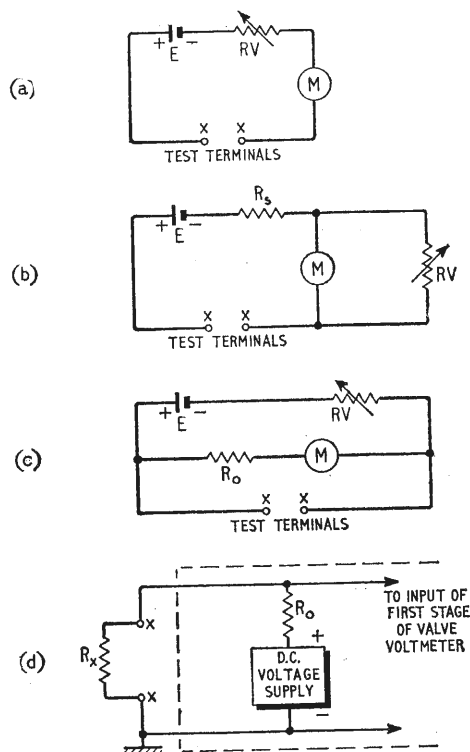 (a)
+ E − RV
M
X X
TEST TERMINALS
(b)
+ E − Rs
M
RV
X X
TEST TERMINALS
(c)
+ E − RV
Ro M
X X
TEST TERMINALS
(d)
Rx
X
X
Ro
+
D.C.
VOLTAGE
SUPPLY
−
TO INPUT OF
FIRST STAGE
OF VALVE
VOLTMETER